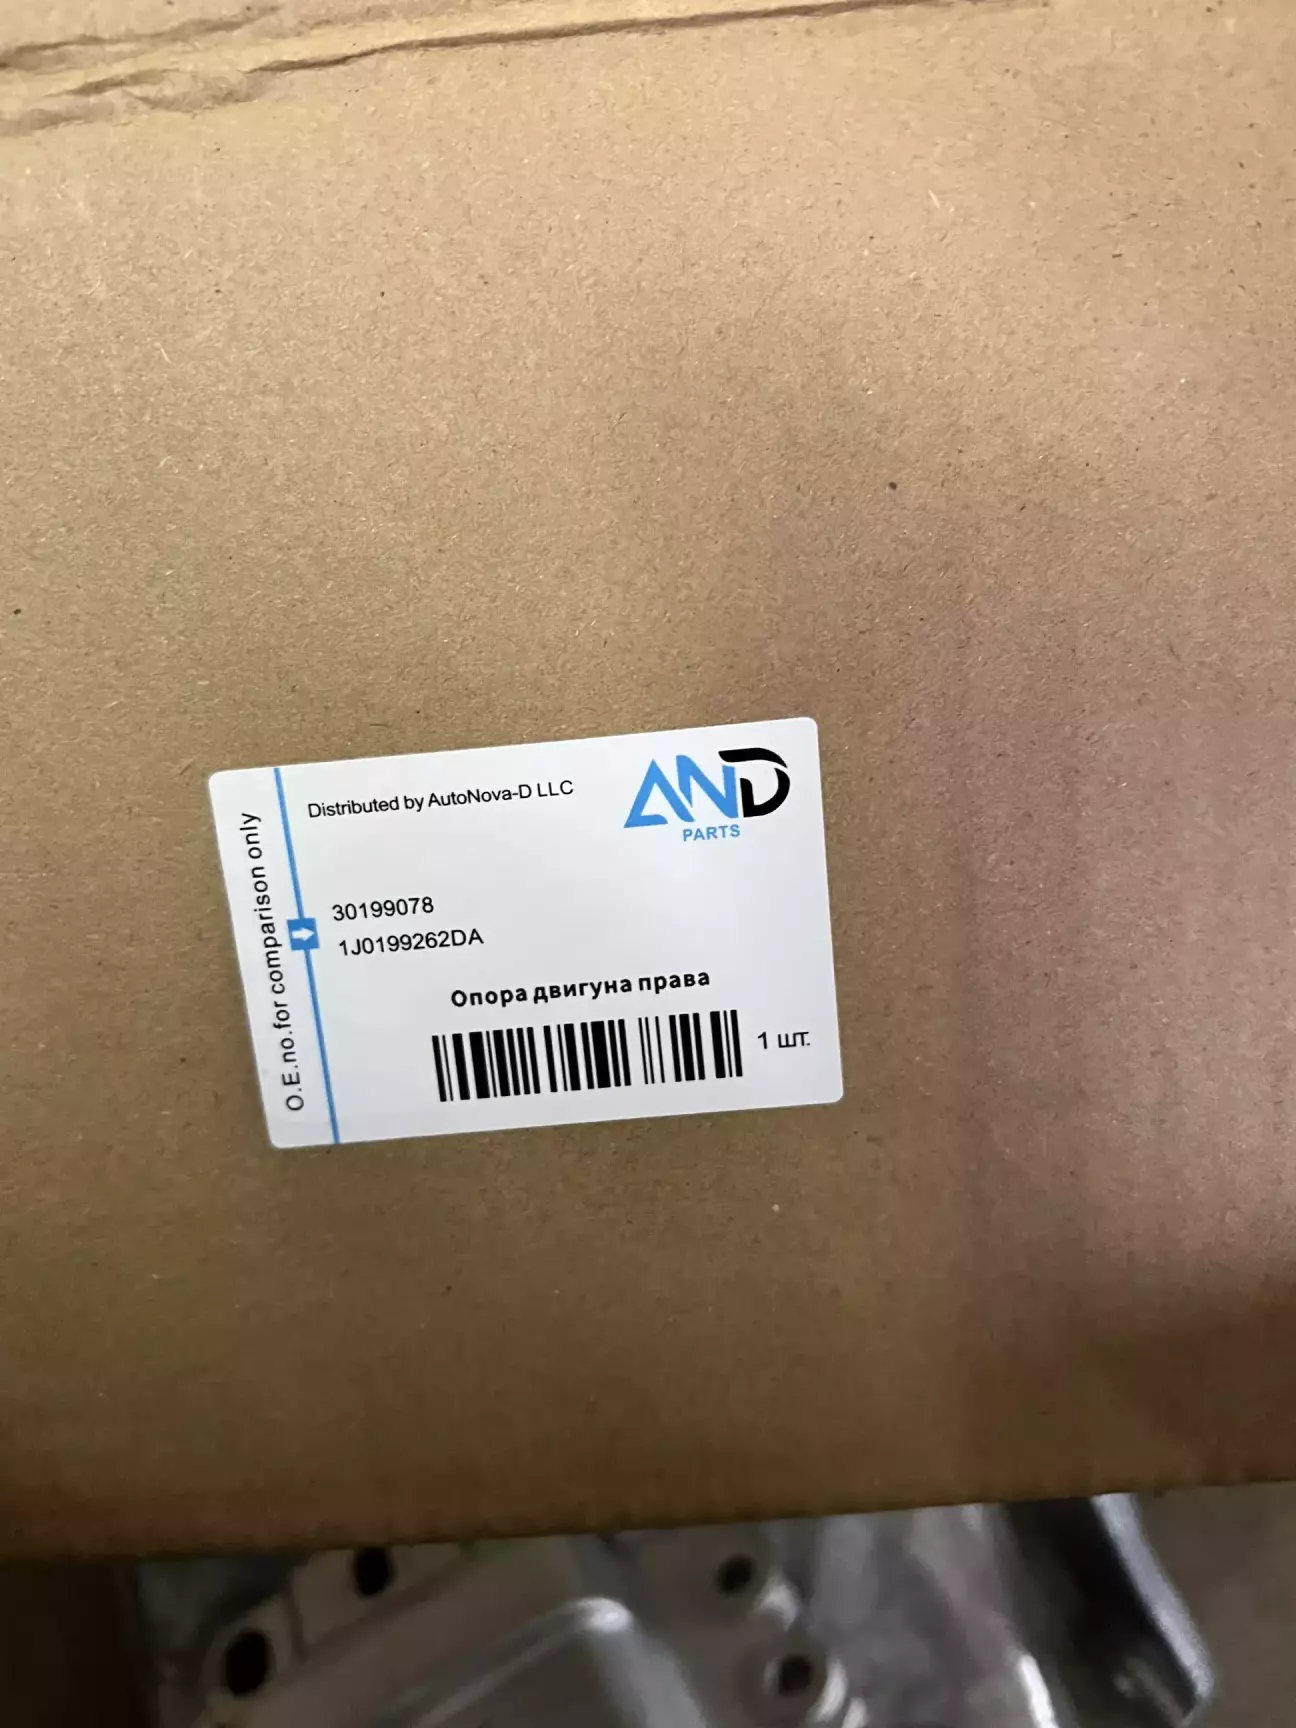 Distributed by AutoNova-D LLC
AND
PARTS
O.E.no.for comparison only
30199078
1J0199262DA
Опора двигуна права
1 шт.